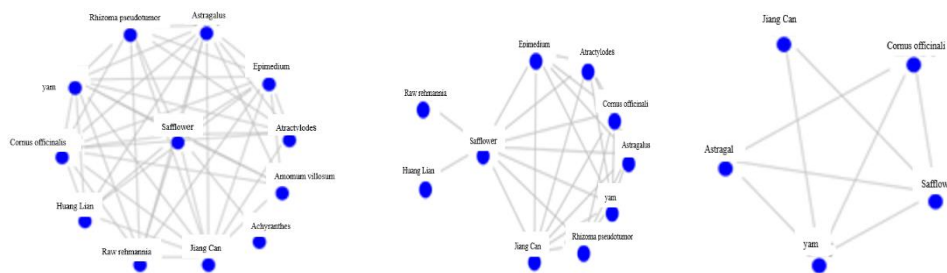 Astragalus
Rhizoma pseudotumor
Epimedium
yam
Safflower
Atractylodes
Cornus officinalis
Amomum villosum
Huang Lian
Achyranthes
Raw rehmannia
Jiang Can
Epimedium
Atractylodes
Raw rehmannia
Cornus officinali
Safflower
Astragalus
Huang Lian
yam
Rhizoma pseudotumor
Jiang Can
Jiang Can
Cornus officinali
Astragal
Safflow
yam